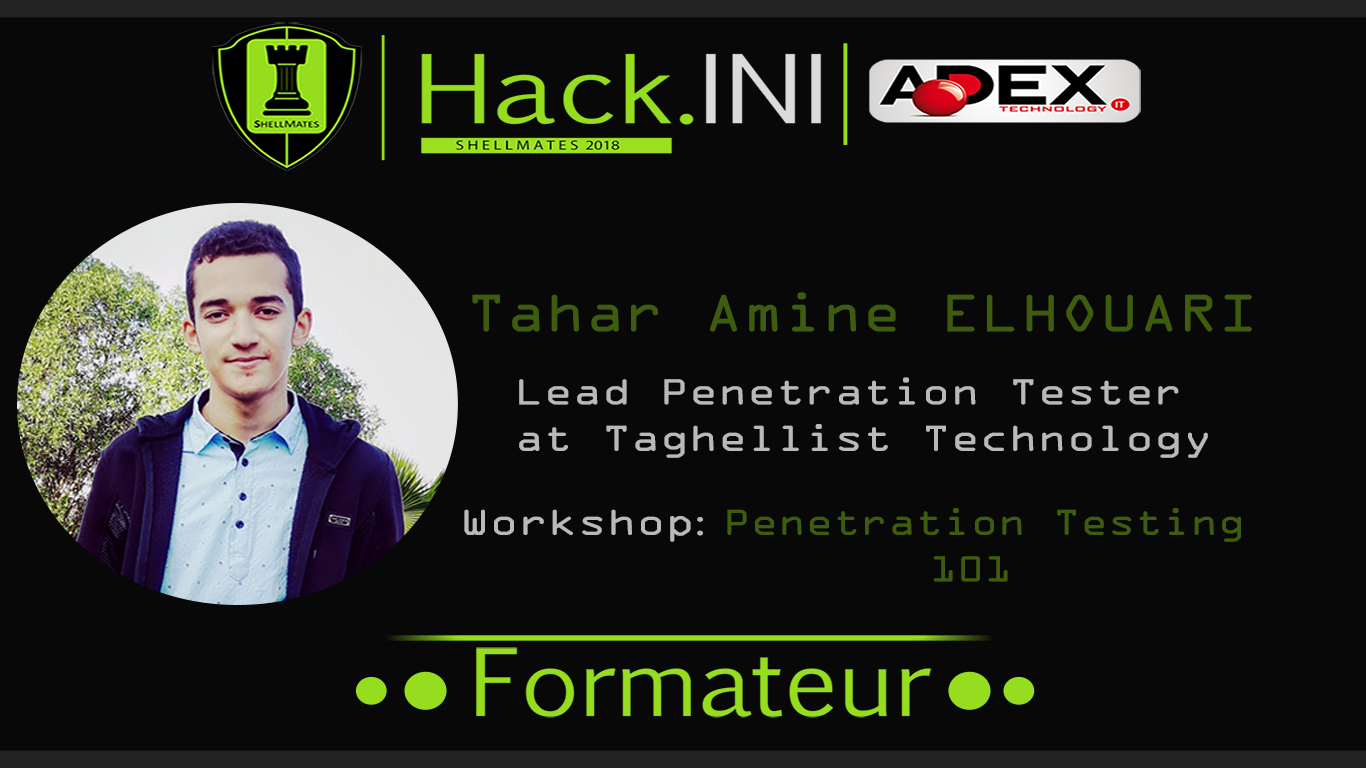 SHELLMATES
Hack.INI
SHELLMATES 2018
ADEX
TECHNOLOGY IT
Tahar Amine ELHOUARI
Lead Penetration Tester
at Taghellist Technology
Workshop: Penetration Testing
101
Formateur